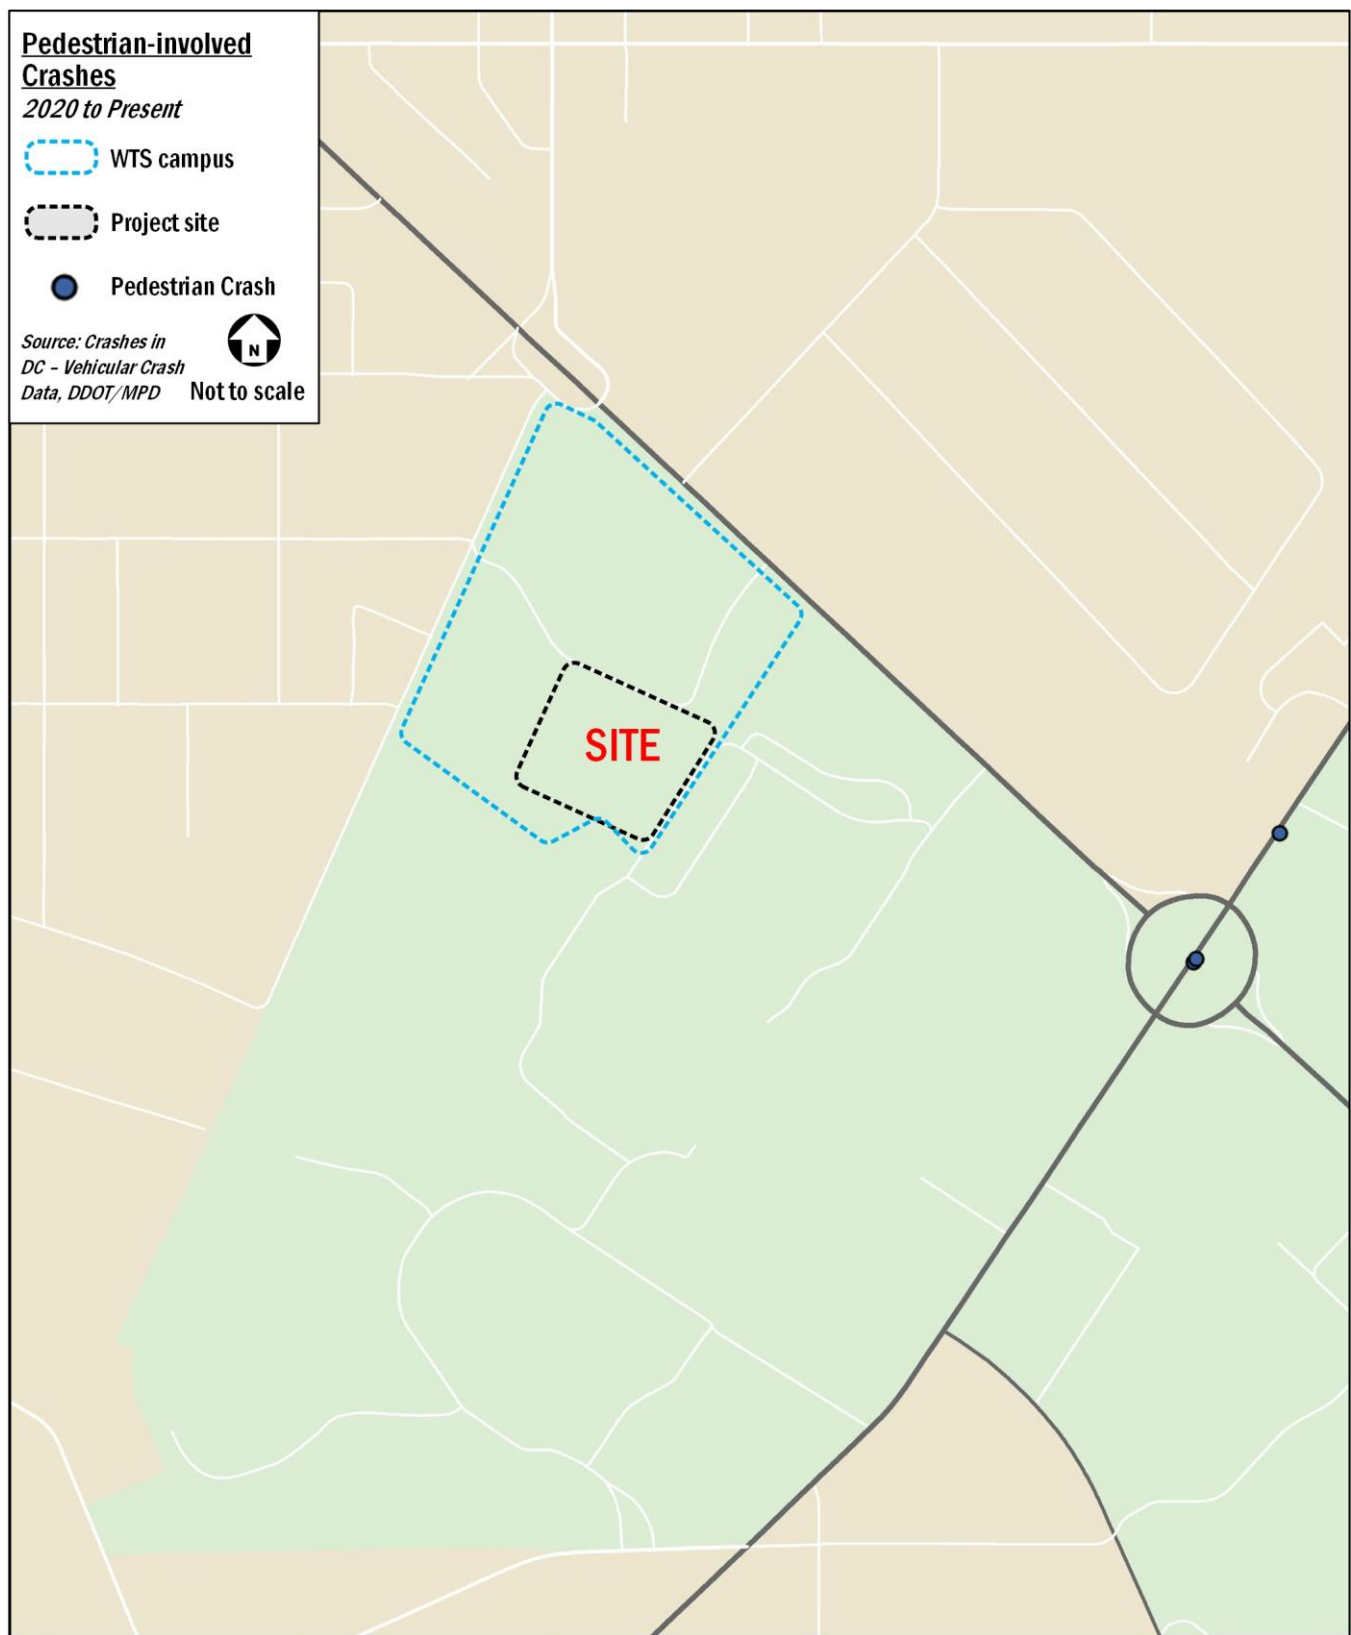 Pedestrian-involved
Crashes
2020 to Present
WTS campus
Project site
Pedestrian Crash
Source: Crashes in
DC – Vehicular Crash
Data, DDOT/MPD
N
Not to scale
SITE